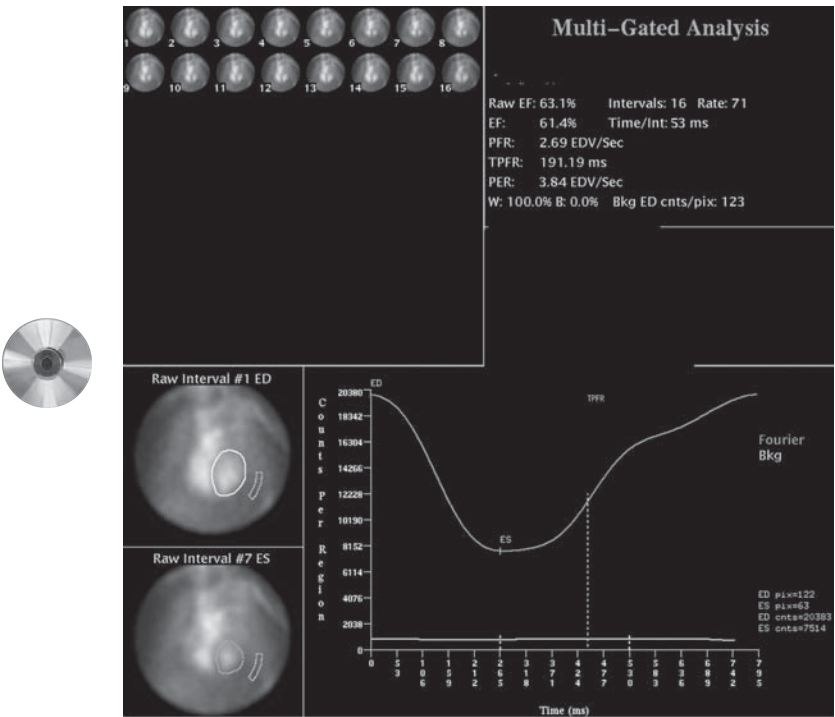 1 2 3 4 5 6 7 8
9 10 11 12 13 14 15 16
Multi-Gated Analysis
Raw EF: 63.1% Intervals: 16 Rate: 71
EF: 61.4% Time/Int: 53 ms
PFR: 2.69 EDV/Sec
TPFR: 191.19 ms
PER: 3.84 EDV/Sec
W: 100.0% B: 0.0% Bkg ED cnts/pix: 123
Raw Interval #1 ED
Raw Interval #7 ES
Counts Per Region
20380
18342
16304
14266
12228
10190
8152
6114
4076
2038
0
ED
TPFR
ES
Fourier
Bkg
ED pix=122
ES pix=63
ED cnts=20383
ES cnts=7514
0 53 106 159 212 265 318 371 424 477 530 583 636 689 742 795
Time (ms)